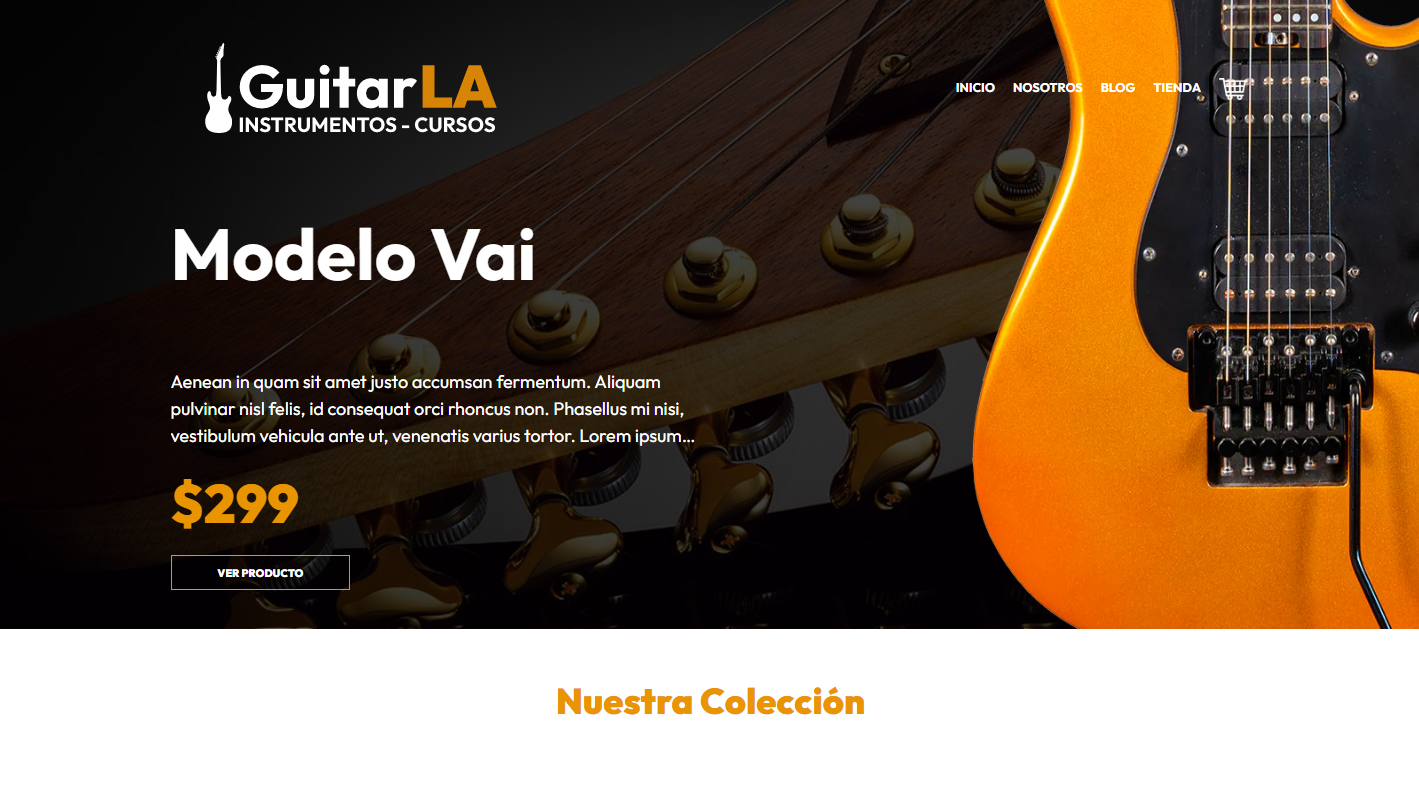 GuitarLA
INSTRUMENTOS - CURSOS
INICIO NOSOTROS BLOG TIENDA
Modelo Vai
Aenean in quam sit amet justo accumsan fermentum. Aliquam
pulvinar nisl felis, id consequat orci rhoncus non. Phasellus mi nisi,
vestibulum vehicula ante ut, venenatis varius tortor. Lorem ipsum...
$299
VER PRODUCTO
Nuestra Colección